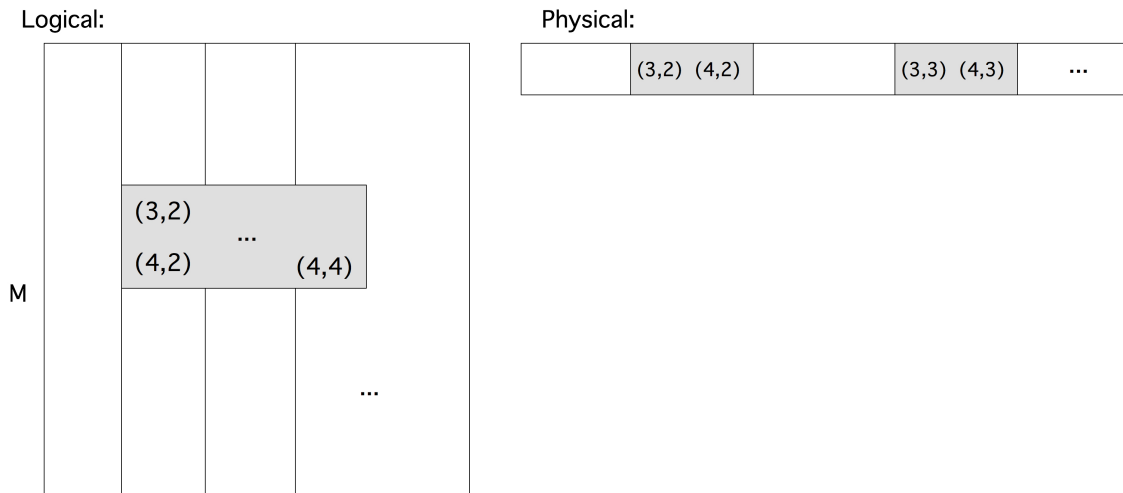 Logical:
Physical:
(3,2) (4,2)
(3,3) (4,3)
...
(3,2)
...
(4,2)
(4,4)
M
...